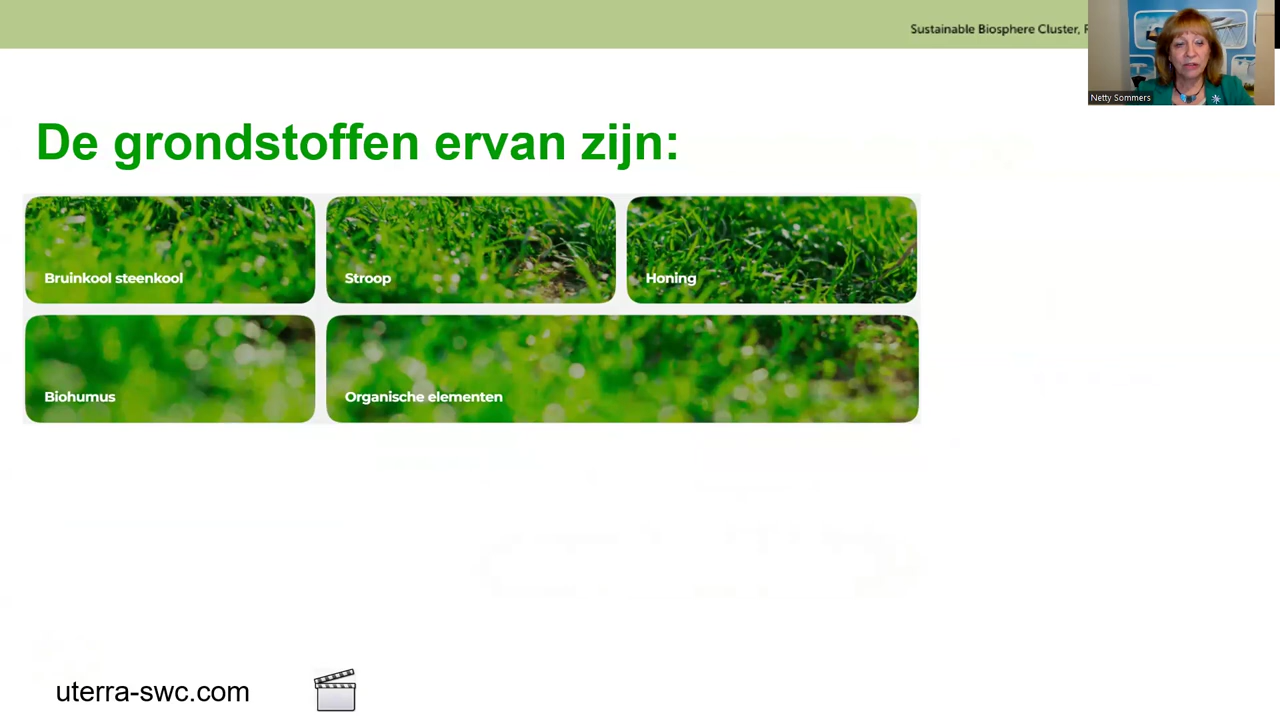 Sustainable Biosphere Cluster,
Netty Sommers
De grondstoffen ervan zijn:
Bruinkool steenkool
Stroop
Honing
Biohumus
Organische elementen
uterra-swc.com